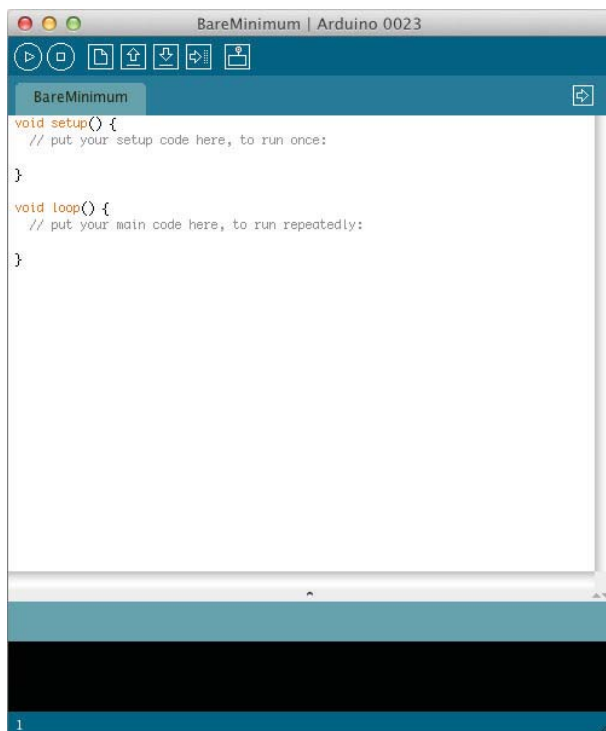 BareMinimum | Arduino 0023
BareMinimum
void setup() {
  // put your setup code here, to run once:
}
void loop() {
  // put your main code here, to run repeatedly:
}
1